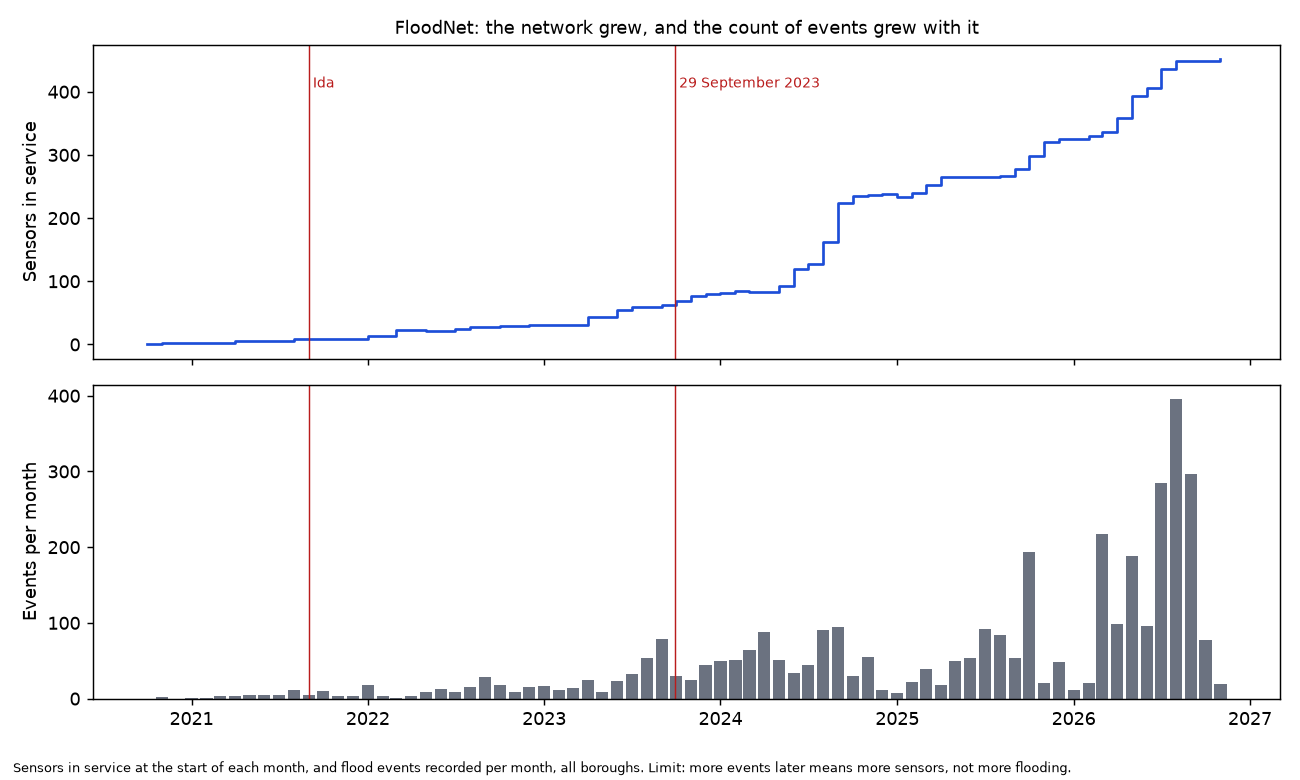 FloodNet: the network grew, and the count of events grew with it
Sensors in service
400
300
200
100
0
Ida
29 September 2023
Events per month
400
300
200
100
0
2021 2022 2023 2024 2025 2026 2027
Sensors in service at the start of each month, and flood events recorded per month, all boroughs. Limit: more events later means more sensors, not more flooding.